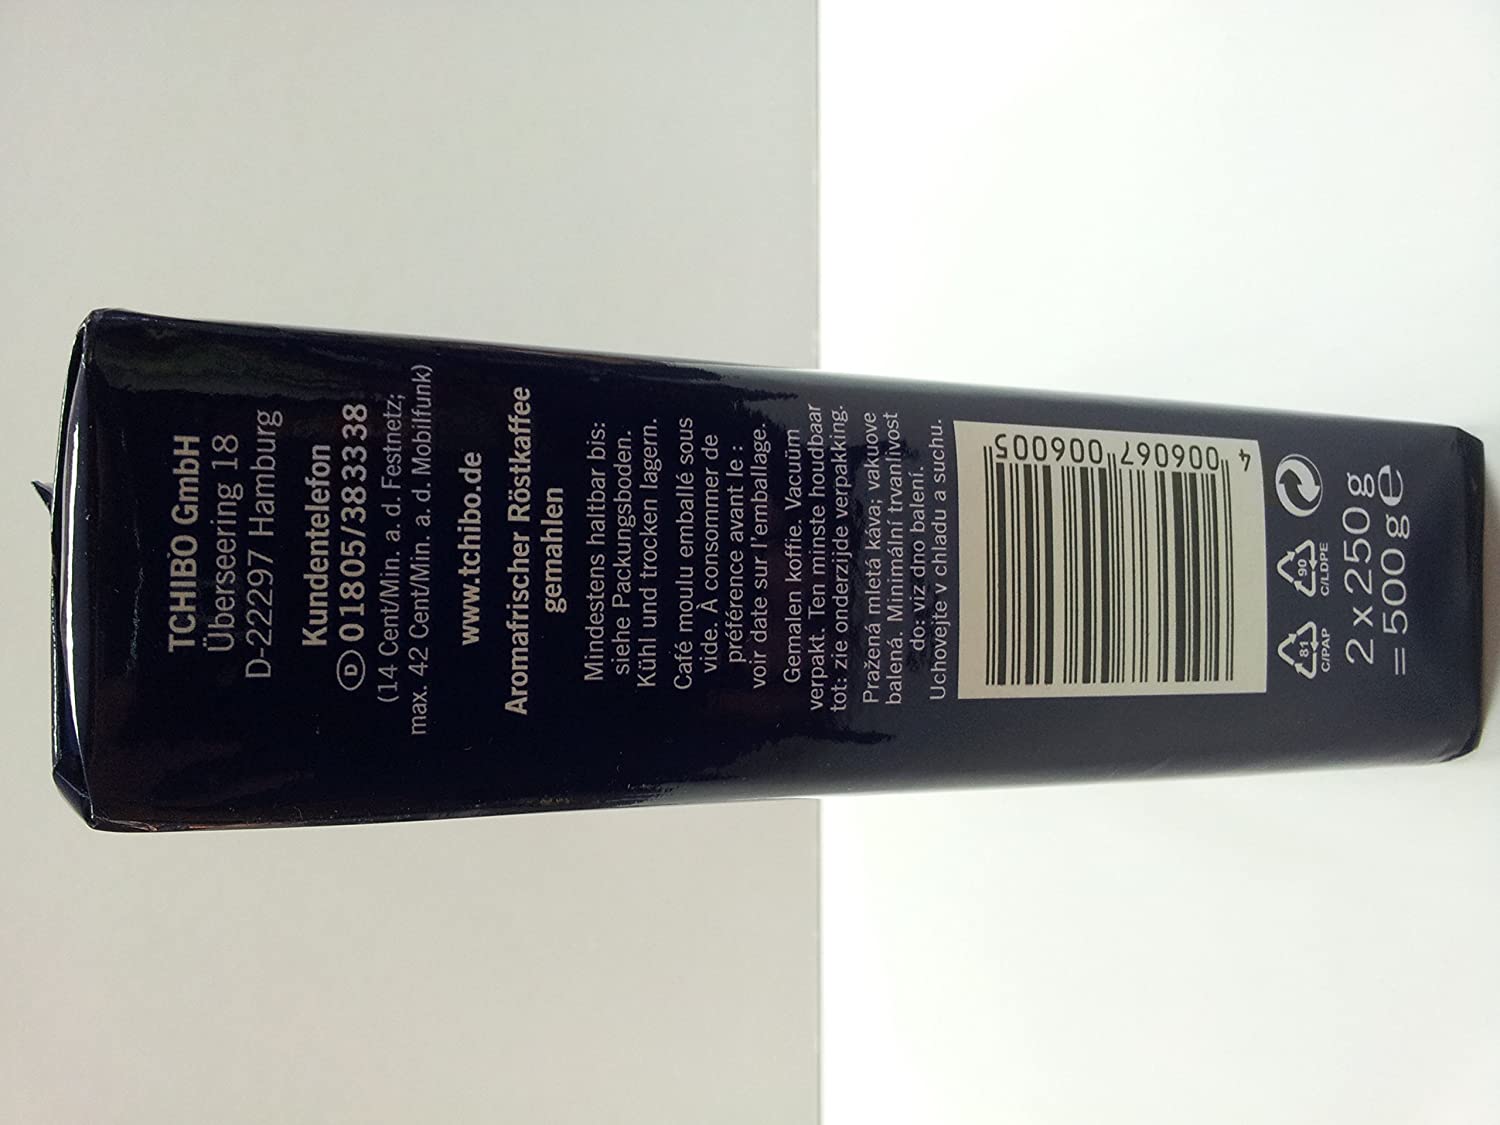 TCHIBO GmbH
Überseering 18
D-22297 Hamburg
Kundentelefon
D 01805/383338
(14 Cent/Min. a. d. Festnetz;
max. 42 Cent/Min. a. d. Mobilfunk)
www.tchibo.de
Aromafrischer Röstkaffee
gemahlen
Mindestens haltbar bis:
siehe Packungsboden.
Kühl und trocken lagern.
Café moulu emballé sous
vide. À consommer de
préférence avant le :
voir date sur l'emballage.
Gemalen koffie. Vacuüm
verpakt. Ten minste houdbaar
tot: zie onderzijde verpakking.
Pražená mletá káva; vakuove
balená. Minimální trvanlivost
do: viz dno balení.
Uchovejte v chladu a suchu.
4 006067 006005
81 90
C/PAP C/LDPE
2 x 250g
= 500g℮